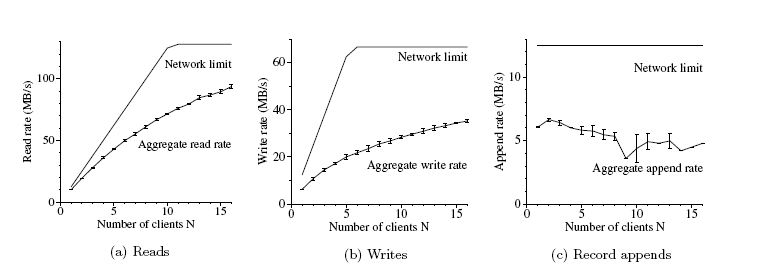 Read rate (MB/s)
100
50
0
Network limit
Aggregate read rate
0 5 10 15
Number of clients N
(a) Reads
Write rate (MB/s)
60
40
20
0
Network limit
Aggregate write rate
0 5 10 15
Number of clients N
(b) Writes
Append rate (MB/s)
10
5
0
Network limit
Aggregate append rate
0 5 10 15
Number of clients N
(c) Record appends